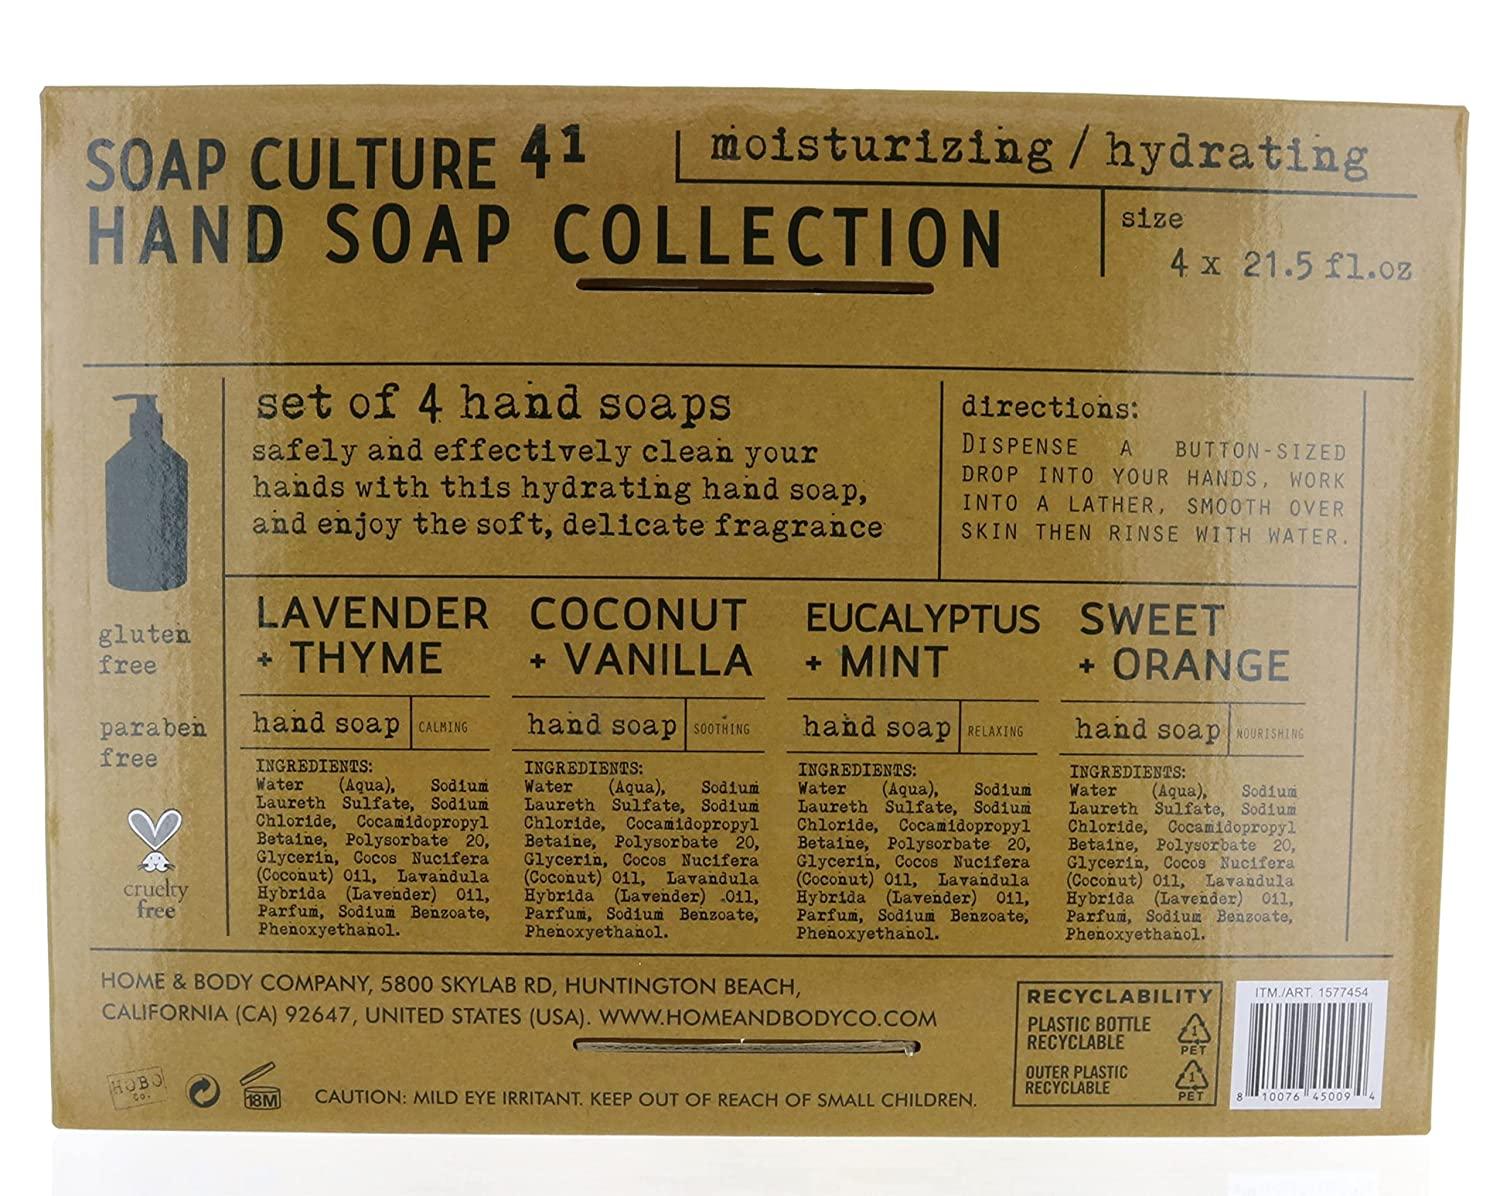 SOAP CULTURE 41
HAND SOAP COLLECTION
moisturizing / hydrating
size
4 x 21.5 fl.oz
gluten
free
paraben
free
cruelty
free
set of 4 hand soaps
safely and effectively clean your
hands with this hydrating hand soap,
and enjoy the soft, delicate fragrance
directions:
DISPENSE A BUTTON-SIZED
DROP INTO YOUR HANDS, WORK
INTO A LATHER, SMOOTH OVER
SKIN THEN RINSE WITH WATER.
LAVENDER
+ THYME
hand soap CALMING
INGREDIENTS:
Water (Aqua), Sodium
Laureth Sulfate, Sodium
Chloride, Cocamidopropyl
Betaine, Polysorbate 20,
Glycerin, Cocos Nucifera
(Coconut) Oil, Lavandula
Hybrida (Lavender) Oil,
Parfum, Sodium Benzoate,
Phenoxyethanol.
COCONUT
+ VANILLA
hand soap SOOTHING
INGREDIENTS:
Water (Aqua), Sodium
Laureth Sulfate, Sodium
Chloride, Cocamidopropyl
Betaine, Polysorbate 20,
Glycerin, Cocos Nucifera
(Coconut) Oil, Lavandula
Hybrida (Lavender) Oil,
Parfum, Sodium Benzoate,
Phenoxyethanol.
EUCALYPTUS
+ MINT
hand soap RELAXING
INGREDIENTS:
Water (Aqua), Sodium
Laureth Sulfate, Sodium
Chloride, Cocamidopropyl
Betaine, Polysorbate 20,
Glycerin, Cocos Nucifera
(Coconut) Oil, Lavandula
Hybrida (Lavender) Oil,
Parfum, Sodium Benzoate,
Phenoxyethanol.
SWEET
+ ORANGE
hand soap NOURISHING
INGREDIENTS:
Water (Aqua), Sodium
Laureth Sulfate, Sodium
Chloride, Cocamidopropyl
Betaine, Polysorbate 20,
Glycerin, Cocos Nucifera
(Coconut) Oil, Lavandula
Hybrida (Lavender) Oil,
Parfum, Sodium Benzoate,
Phenoxyethanol.
HOME & BODY COMPANY, 5800 SKYLAB RD, HUNTINGTON BEACH,
CALIFORNIA (CA) 92647, UNITED STATES (USA). WWW.HOMEANDBODYCO.COM
HOBO
CO.
18M
CAUTION: MILD EYE IRRITANT. KEEP OUT OF REACH OF SMALL CHILDREN.
RECYCLABILITY
PLASTIC BOTTLE
RECYCLABLE
1
PET
OUTER PLASTIC
RECYCLABLE
1
PET
ITM./ART. 1577454
8 10076 45009 4